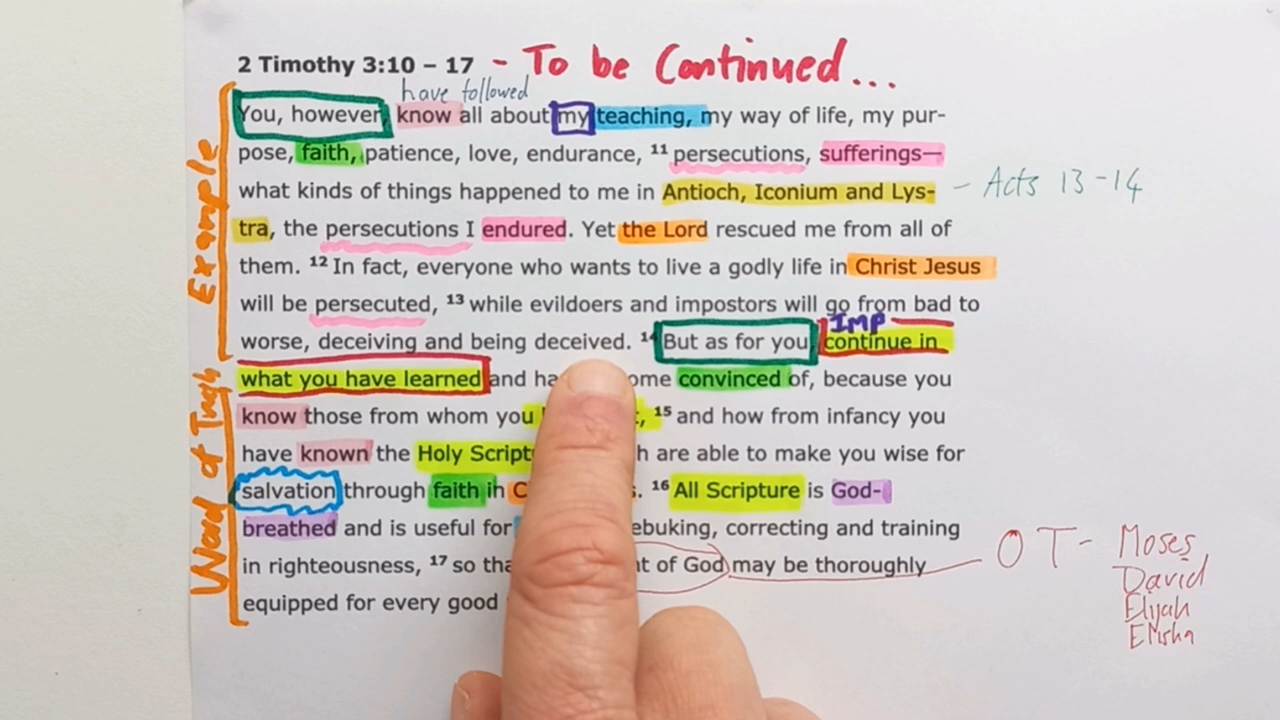 2 Timothy 3:10 – 17 - To be Continued...
have followed
You, however, know all about my teaching, my way of life, my pur-
pose, faith, patience, love, endurance, 11 persecutions, sufferings—
what kinds of things happened to me in Antioch, Iconium and Lys- - Acts 13-14
tra, the persecutions I endured. Yet the Lord rescued me from all of
them. 12 In fact, everyone who wants to live a godly life in Christ Jesus
will be persecuted, 13 while evildoers and impostors will go from bad to
IMP
worse, deceiving and being deceived. 14 But as for you, continue in
what you have learned and ome convinced of, because you
know those from whom you 15 and how from infancy you
have known the Holy are able to make you wise for
salvation through faith in 16 All Scripture is God-
breathed and is useful for correcting and training
in righteousness, 17 so of God may be thoroughly
equipped for every good
Example
Word of Truth
OT - Moses
David
Elijah
Elisha